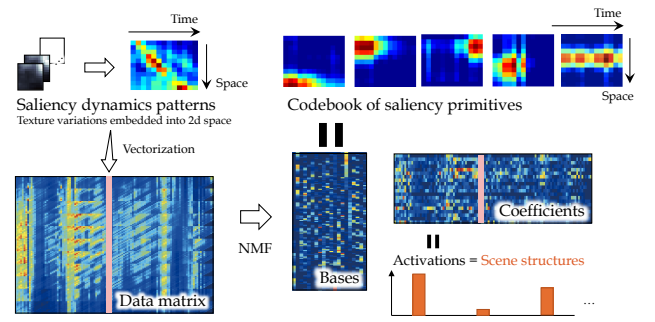 Time
Space
Saliency dynamics patterns
Texture variations embedded into 2d space
Vectorization
Data matrix
NMF
Time
Space
Codebook of saliency primitives
Bases
Coefficients
Activations = Scene structures
...